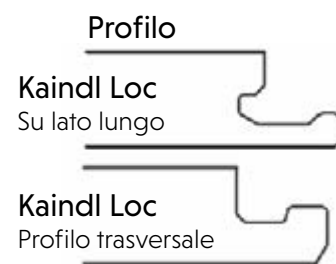 Profilo
Kaindl Loc
Su lato lungo
Kaindl Loc
Profilo trasversale